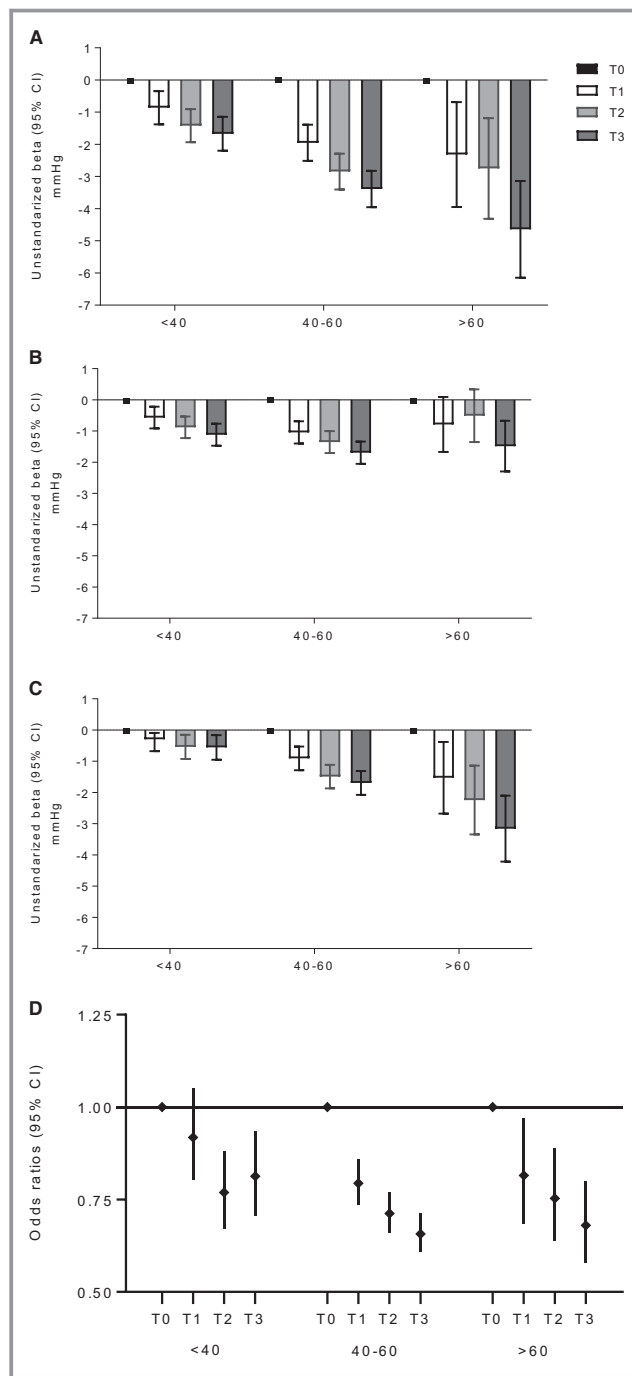 A
Unstandarized beta (95% CI)
mmHg
1
0
-1
-2
-3
-4
-5
-6
-7
<40
40-60
>60
T0
T1
T2
T3
B
Unstandarized beta (95% CI)
mmHg
1
0
-1
-2
-3
-4
-5
-6
-7
<40
40-60
>60
C
Unstandarized beta (95% CI)
mmHg
1
0
-1
-2
-3
-4
-5
-6
-7
<40
40-60
>60
D
Odds ratios (95% CI)
1.25
1.00
0.75
0.50
T0 T1 T2 T3 T0 T1 T2 T3 T0 T1 T2 T3
<40 40-60 >60